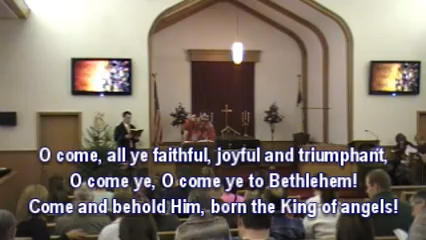 O come, all ye faithful, joyful and triumphant,
O come ye, O come ye to Bethlehem!
Come and behold Him, born the King of angels!